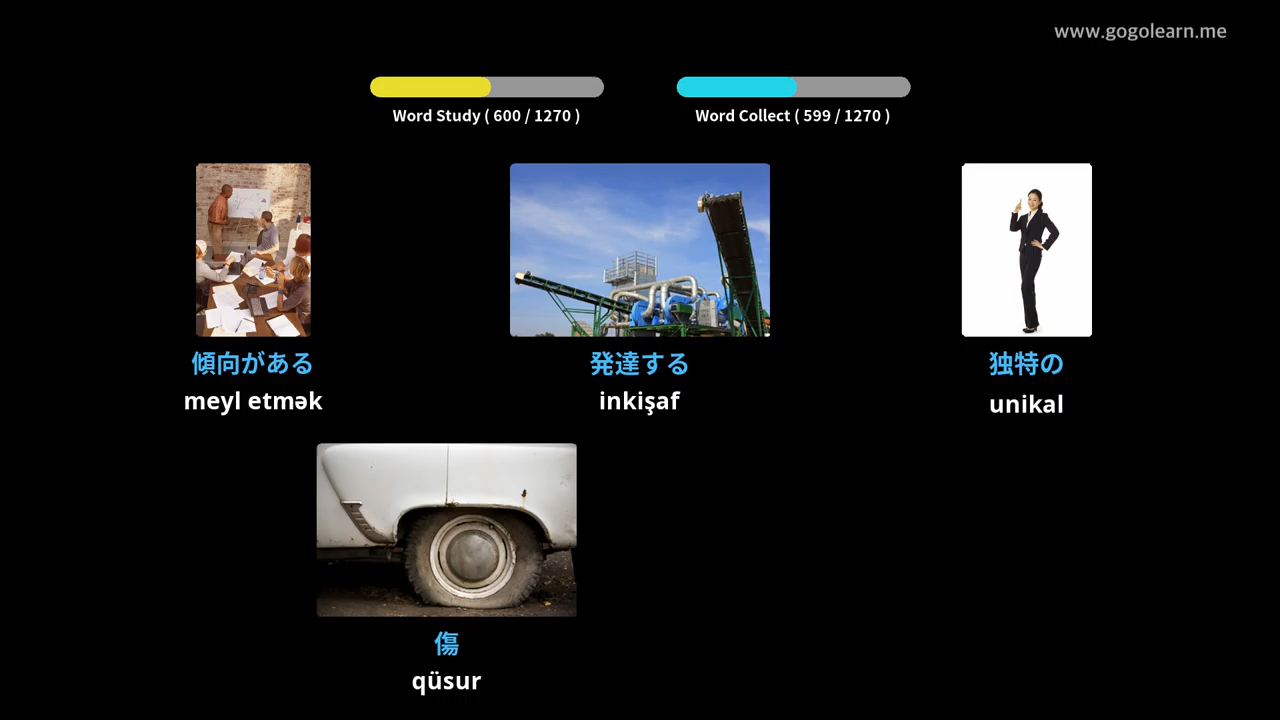 www.gogolearn.me
Word Study ( 600 / 1270 )
Word Collect ( 599 / 1270 )
傾向がある
meyl etmək
発達する
inkişaf
独特の
unikal
傷
qüsur